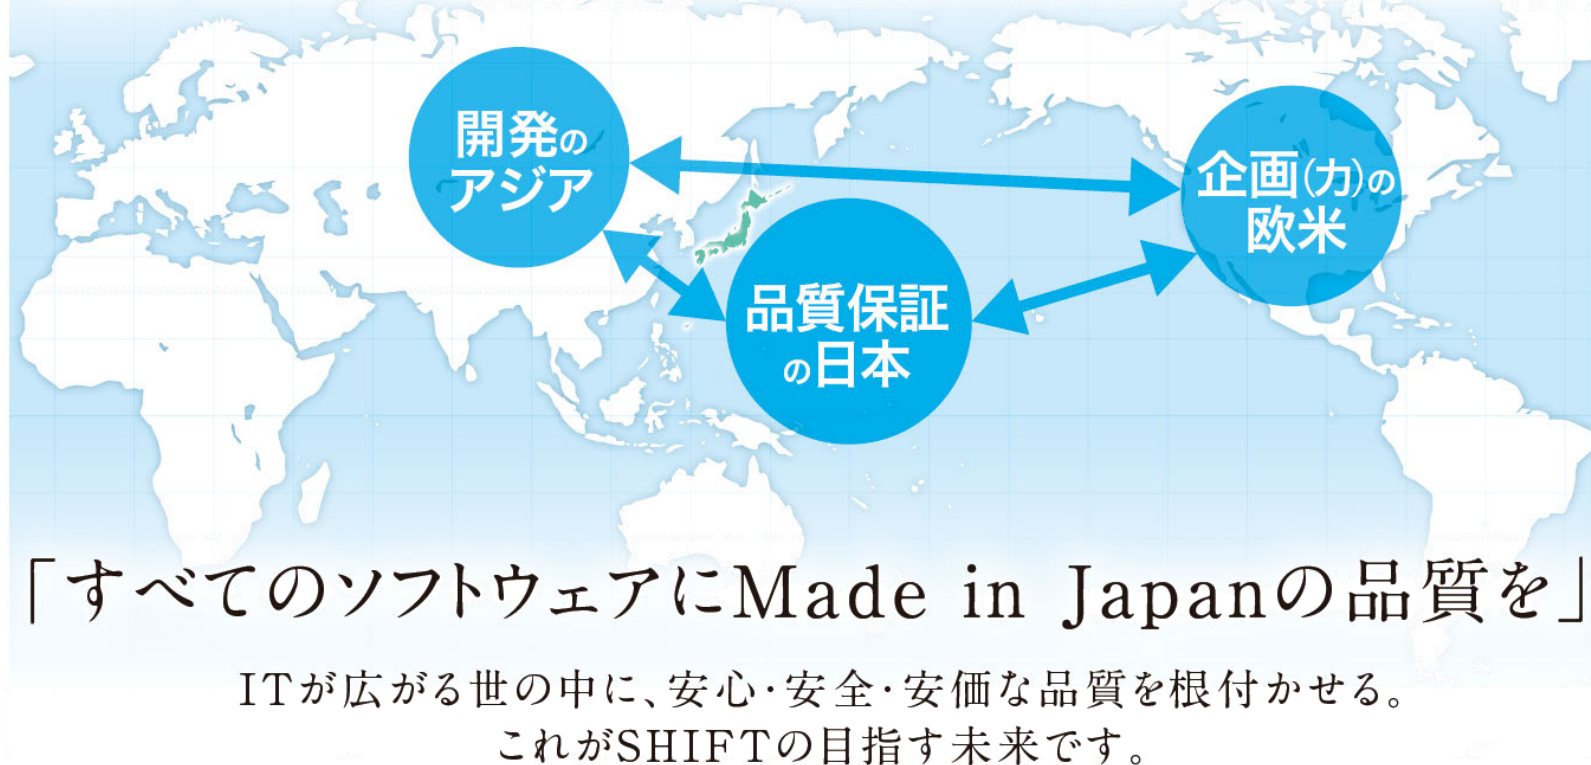 開発の
アジア
企画(力)の
欧米
品質保証
の日本
「すべてのソフトウェアにMade in Japanの品質を」
ITが広がる世の中に、安心・安全・安価な品質を根付かせる。
これがSHIFTの目指す未来です。